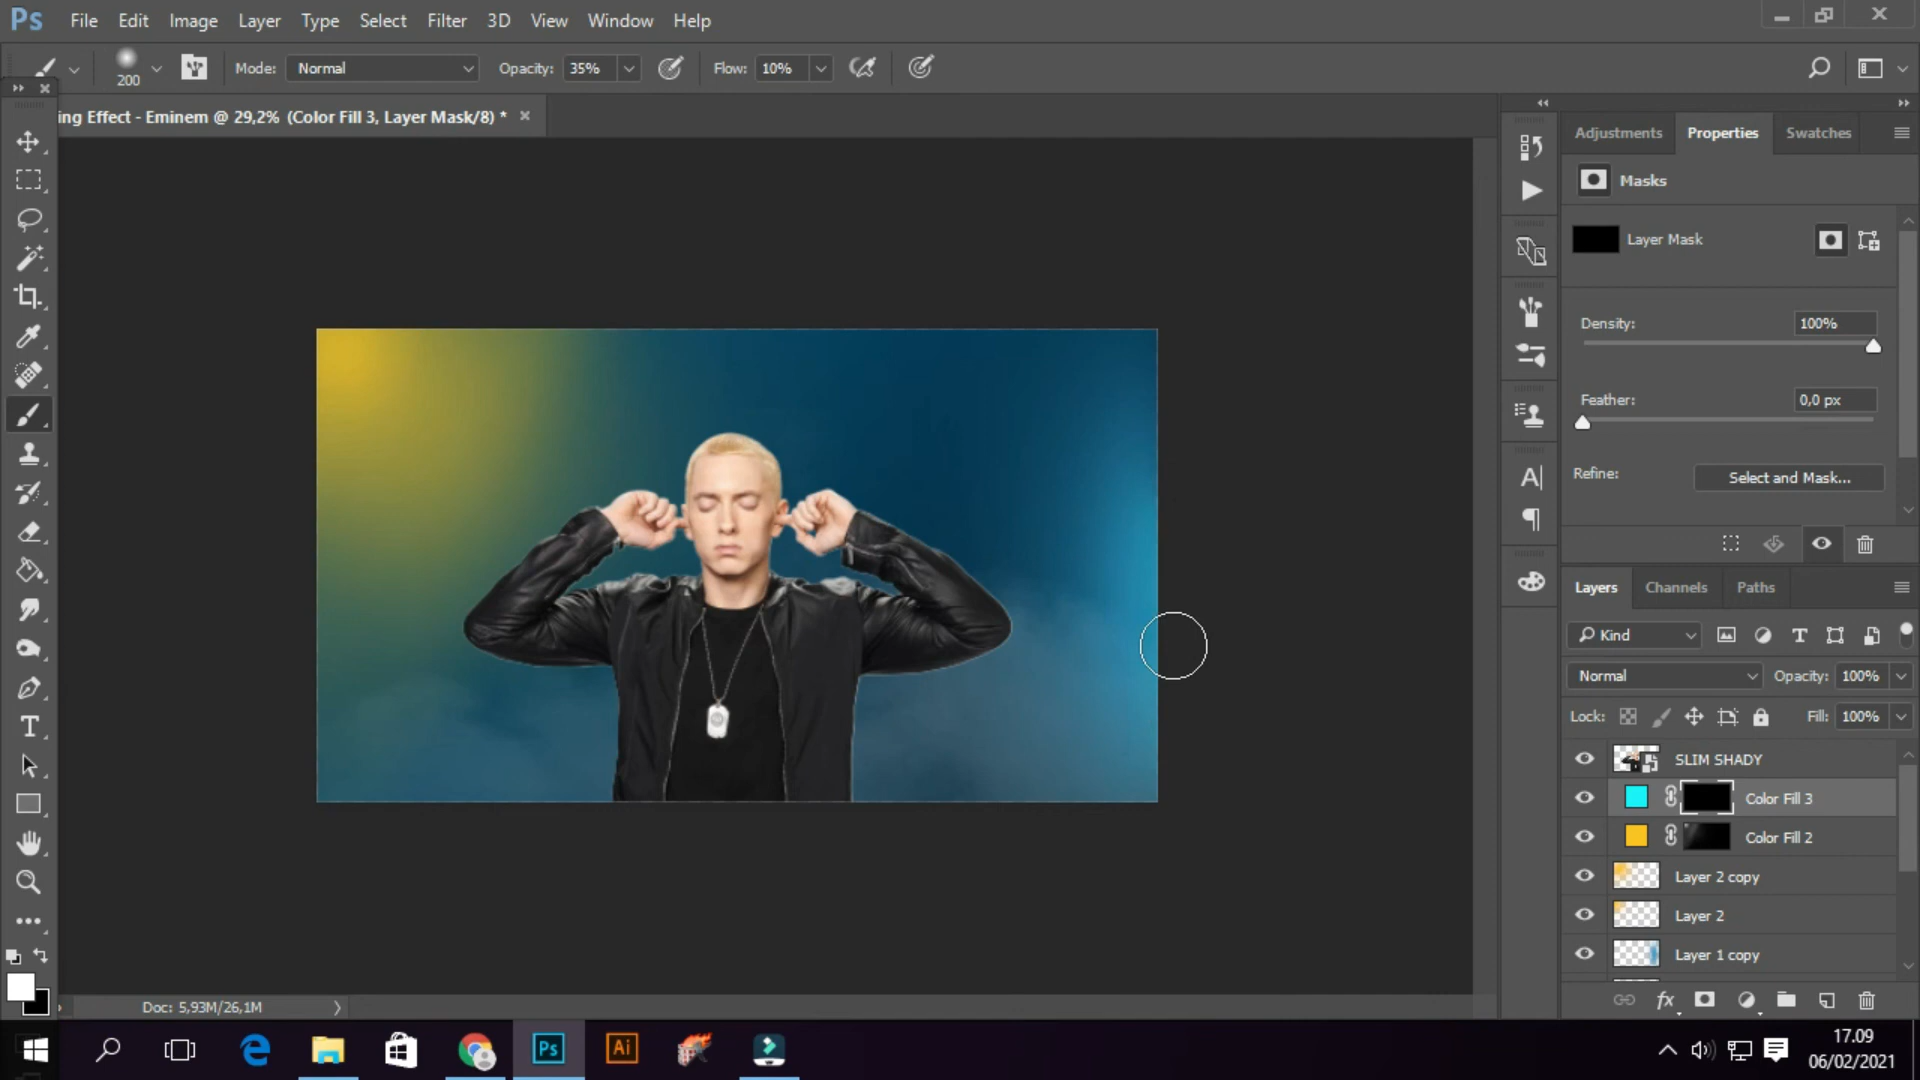 Ps File Edit Image Layer Type Select Filter 3D View Window Help
200 Mode: Normal Opacity: 35% Flow: 10%
ing Effect - Eminem @ 29,2% (Color Fill 3, Layer Mask/8) *
Adjustments Properties Swatches
Masks
Layer Mask
Density: 100%
Feather: 0,0 px
Refine: Select and Mask...
Layers Channels Paths
Kind
Normal Opacity: 100%
Lock: Fill: 100%
SLIM SHADY
Color Fill 3
Color Fill 2
Layer 2 copy
Layer 2
Layer 1 copy
fx
Doc: 5,93M/26,1M
Ps Ai
17.09
06/02/2021